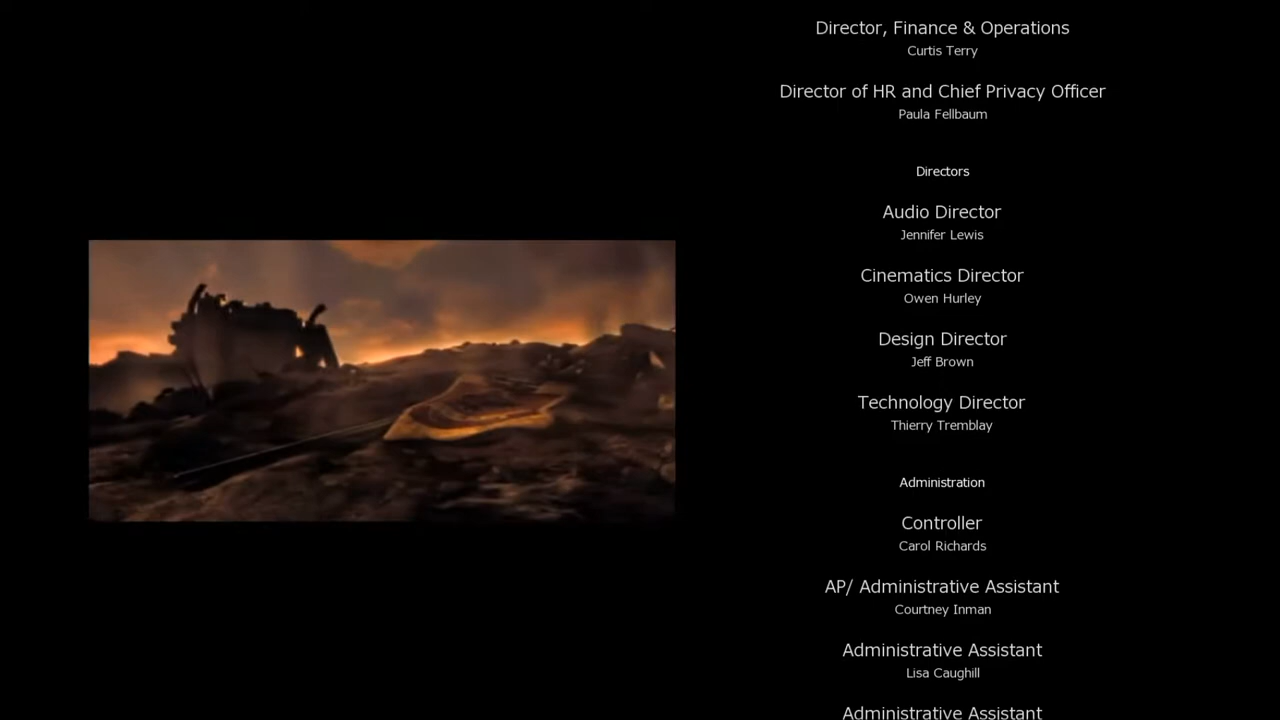 Director, Finance & Operations
Curtis Terry
Director of HR and Chief Privacy Officer
Paula Fellbaum
Directors
Audio Director
Jennifer Lewis
Cinematics Director
Owen Hurley
Design Director
Jeff Brown
Technology Director
Thierry Tremblay
Administration
Controller
Carol Richards
AP/ Administrative Assistant
Courtney Inman
Administrative Assistant
Lisa Caughill
Administrative Assistant